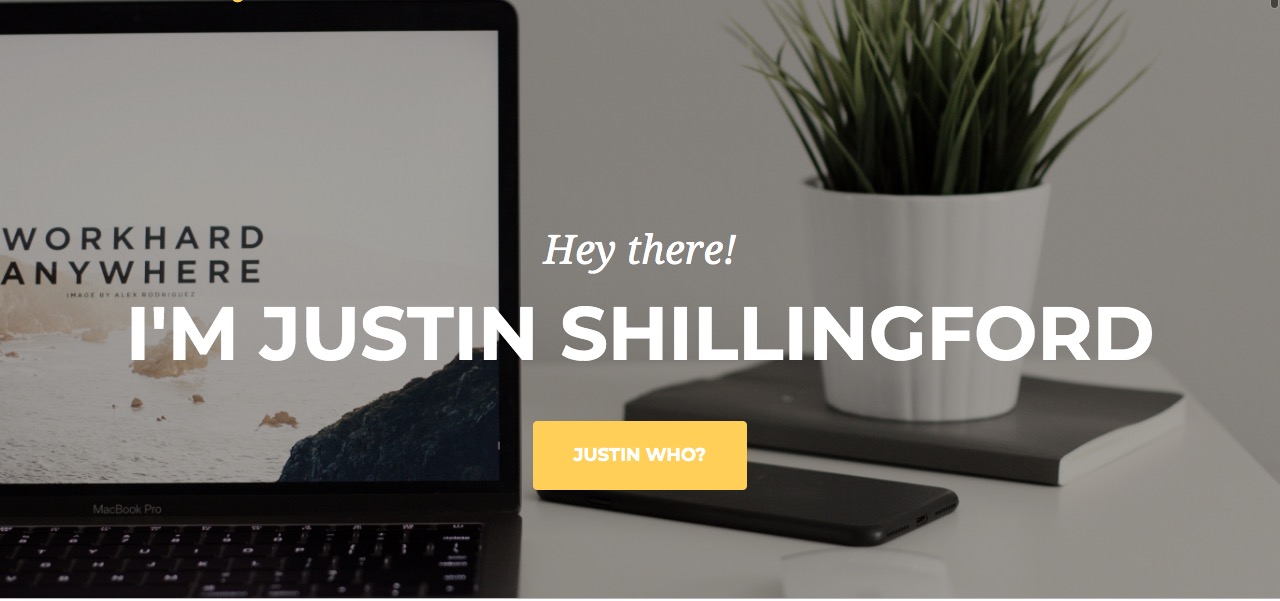 WORKHARD
ANYWHERE
IMAGE BY ALEX RODRIGUEZ
Hey there!
I'M JUSTIN SHILLINGFORD
JUSTIN WHO?
MacBook Pro